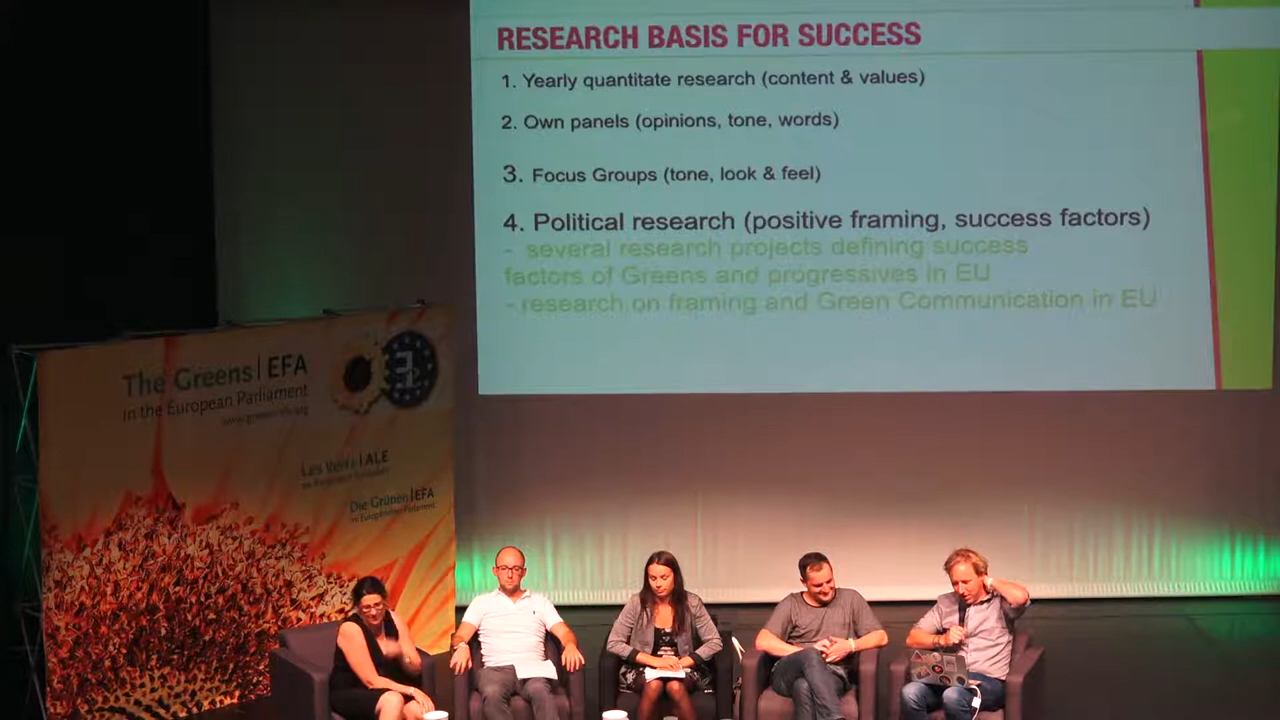 RESEARCH BASIS FOR SUCCESS
1. Yearly quantitate research (content & values)
2. Own panels (opinions, tone, words)
3. Focus Groups (tone, look & feel)
4. Political research (positive framing, success factors)
- several research projects defining success
factors of Greens and progressives in EU
- research on framing and Green Communication in EU
The Greens | EFA
in the European Parliament
Les Verts | ALE
Die Grünen | EFA
im Europäischen Parlament